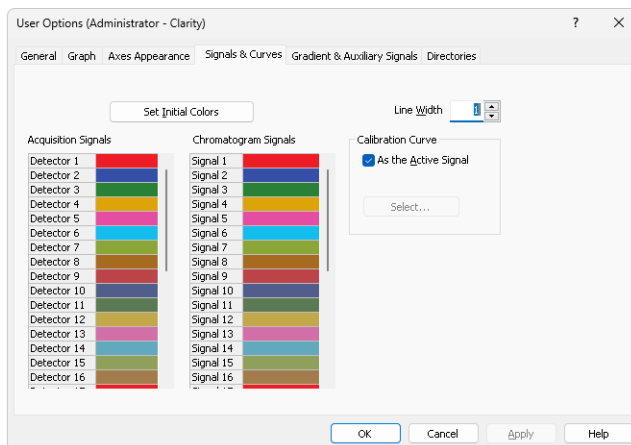 User Options (Administrator - Clarity) ?
General Graph Axes Appearance Signals & Curves Gradient & Auxiliary Signals Directories
Set Initial Colors Line Width 1
Acquisition Signals Chromatogram Signals Calibration Curve
Detector 1 Signal 1 As the Active Signal
Detector 2 Signal 2
Detector 3 Signal 3
Detector 4 Signal 4
Detector 5 Signal 5 Select...
Detector 6 Signal 6
Detector 7 Signal 7
Detector 8 Signal 8
Detector 9 Signal 9
Detector 10 Signal 10
Detector 11 Signal 11
Detector 12 Signal 12
Detector 13 Signal 13
Detector 14 Signal 14
Detector 15 Signal 15
Detector 16 Signal 16
OK Cancel Apply Help